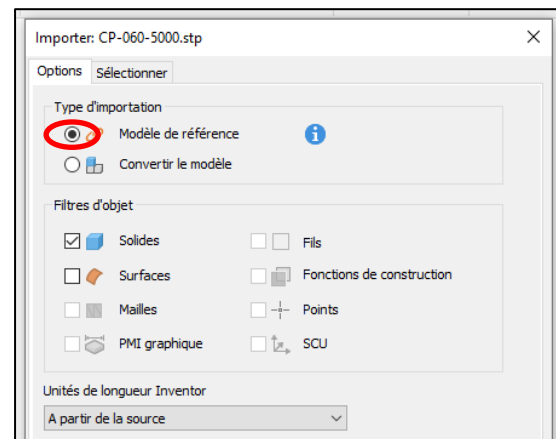 Importer: CP-060-5000.stp
Options Sélectionner
Type d'importation
Modèle de référence
Convertir le modèle
Filtres d'objet
Solides Fils
Surfaces Fonctions de construction
Mailles Points
PMI graphique SCU
Unités de longueur Inventor
A partir de la source